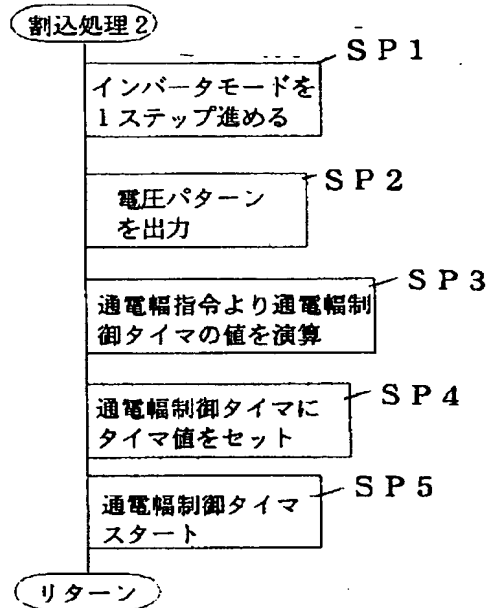 割込処理2
SP1
インバータモードを
1ステップ進める
SP2
電圧パターン
を出力
SP3
通電幅指令より通電幅制
御タイマの値を演算
SP4
通電幅制御タイマに
タイマ値をセット
SP5
通電幅制御タイマ
スタート
リターン